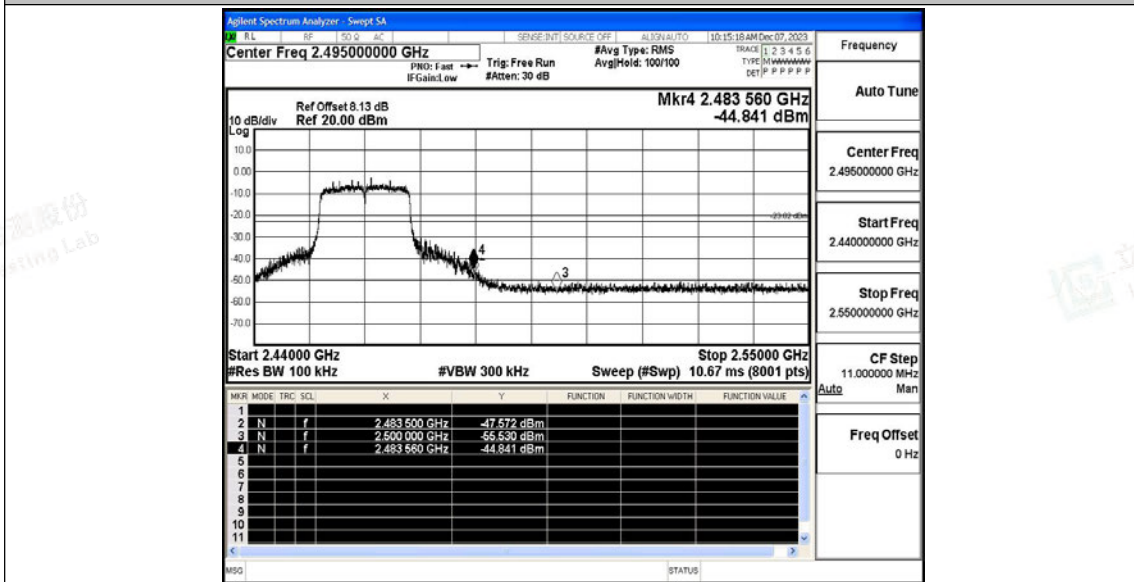 Agilent Spectrum Analyzer - Swept SA
RL RF 50 Ω AC SENSE:INT SOURCE OFF ALIGNAUTO 10:15:18 AM Dec 07, 2023
Center Freq 2.495000000 GHz
PNO: Fast
IFGain:Low
Trig: Free Run
#Atten: 30 dB
#Avg Type: RMS
Avg|Hold: 100/100
TRACE 1 2 3 4 5 6
TYPE MWWWWW
DET P P P P P P
Frequency
Ref Offset 8.13 dB
10 dB/div Ref 20.00 dBm
Log
Mkr4 2.483 560 GHz
-44.841 dBm
10.0
0.00
-10.0
-20.0
-30.0
-40.0
-50.0
-60.0
-70.0
-23.02 dBm
4
3
Start 2.44000 GHz
Stop 2.55000 GHz
#Res BW 100 kHz #VBW 300 kHz Sweep (#Swp) 10.67 ms (8001 pts)
MKR MODE TRC SCL X Y FUNCTION FUNCTION WIDTH FUNCTION VALUE
1
2 N f 2.483 500 GHz -47.572 dBm
3 N f 2.500 000 GHz -55.530 dBm
4 N f 2.483 560 GHz -44.841 dBm
5
6
7
8
9
10
11
MSG STATUS
Auto Tune
Center Freq
2.495000000 GHz
Start Freq
2.440000000 GHz
Stop Freq
2.550000000 GHz
CF Step
11.000000 MHz
Auto Man
Freq Offset
0 Hz
股份
sting Lab
立